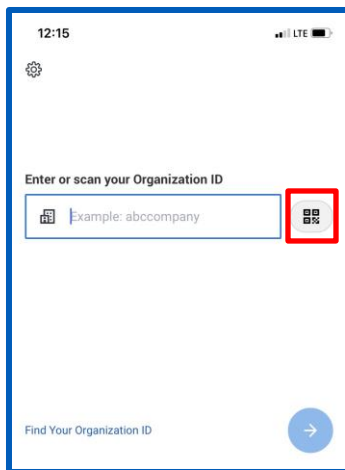 12:15
LTE
Enter or scan your Organization ID
Example: abccompany
Find Your Organization ID